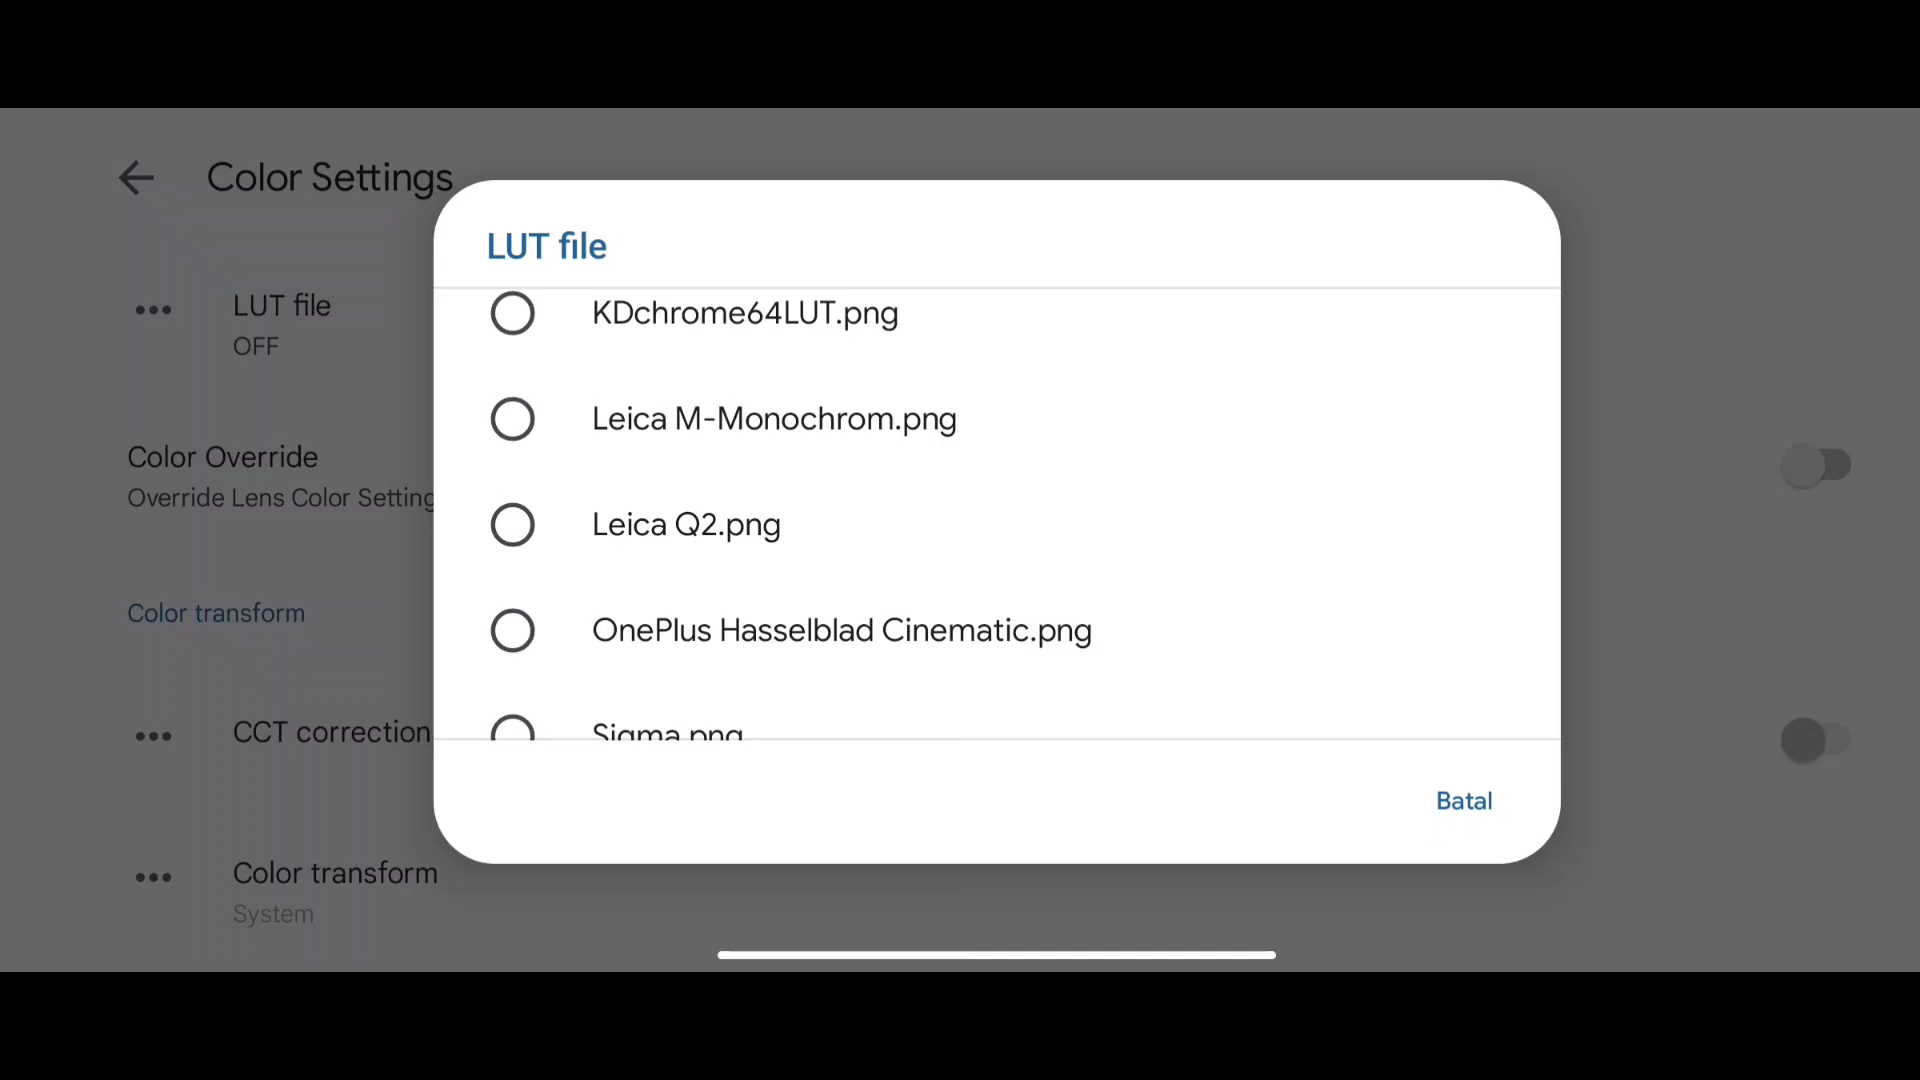 Color Settings
LUT file
OFF
Color Override
Override Lens Color Setting
Color transform
CCT correction
Color transform
System
LUT file
KDchrome64LUT.png
Leica M-Monochrom.png
Leica Q2.png
OnePlus Hasselblad Cinematic.png
Sigma.png
Batal